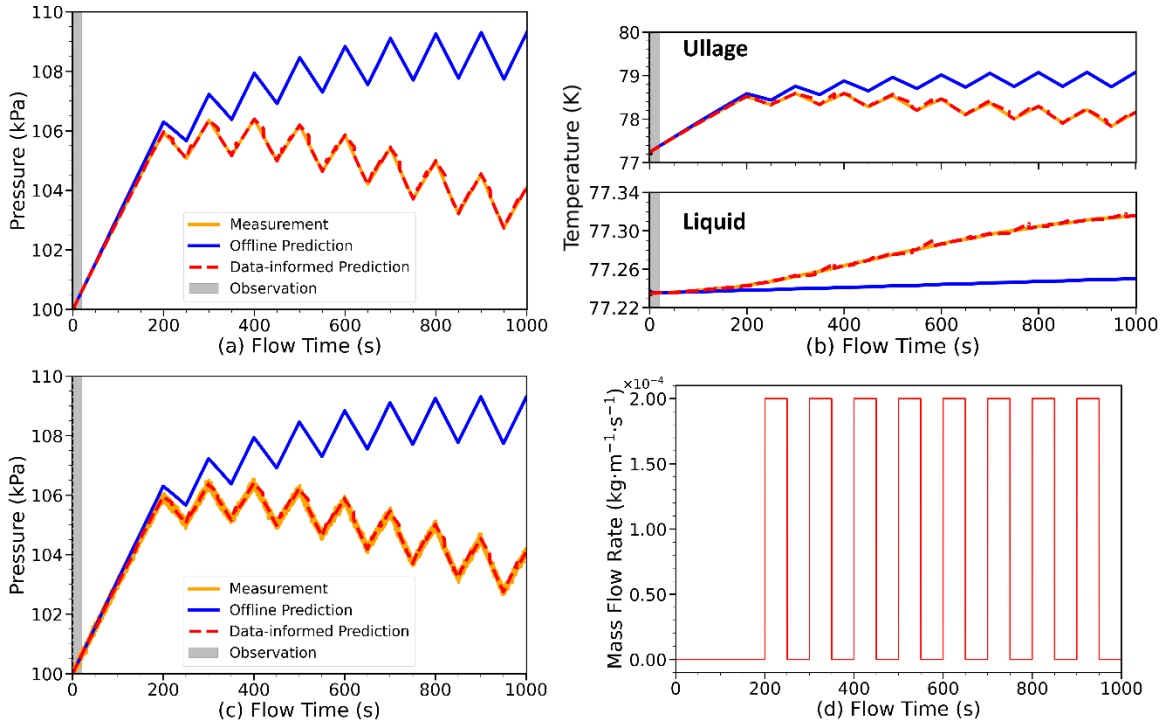 110
108
106
104
102
100
Pressure (kPa)
Measurement
Offline Prediction
Data-informed Prediction
Observation
0 200 400 600 800 1000
(a) Flow Time (s)
80
79
78
77
Ullage
Temperature (K)
77.34
77.30
77.26
77.22
Liquid
0 200 400 600 800 1000
(b) Flow Time (s)
110
108
106
104
102
100
Pressure (kPa)
Measurement
Offline Prediction
Data-informed Prediction
Observation
0 200 400 600 800 1000
(c) Flow Time (s)
×10⁻⁴
2.00
1.50
1.00
0.50
0.00
Mass Flow Rate (kg·m⁻¹·s⁻¹)
0 200 400 600 800 1000
(d) Flow Time (s)